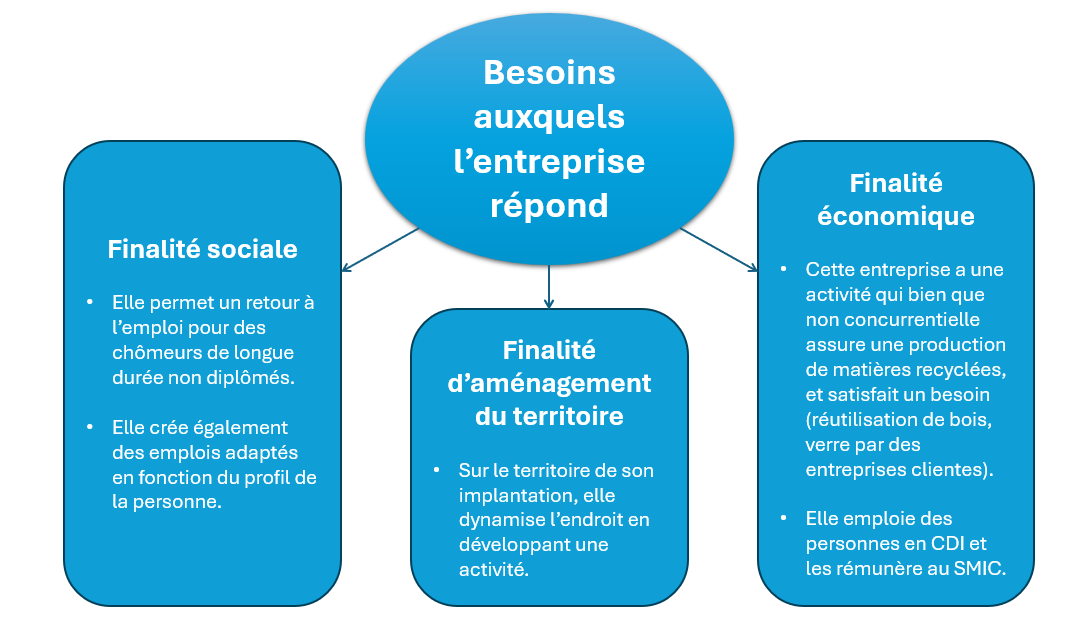 Besoins
auxquels
l’entreprise
répond
Finalité sociale
• Elle permet un retour à
l’emploi pour des
chômeurs de longue
durée non diplômés.
• Elle crée également
des emplois adaptés
en fonction du profil de
la personne.
Finalité
d’aménagement
du territoire
• Sur le territoire de son
implantation, elle
dynamise l’endroit en
développant une
activité.
Finalité
économique
• Cette entreprise a une
activité qui bien que
non concurrentielle
assure une production
de matières recyclées,
et satisfait un besoin
(réutilisation de bois,
verre par des
entreprises clientes).
• Elle emploie des
personnes en CDI et
les rémunère au SMIC.